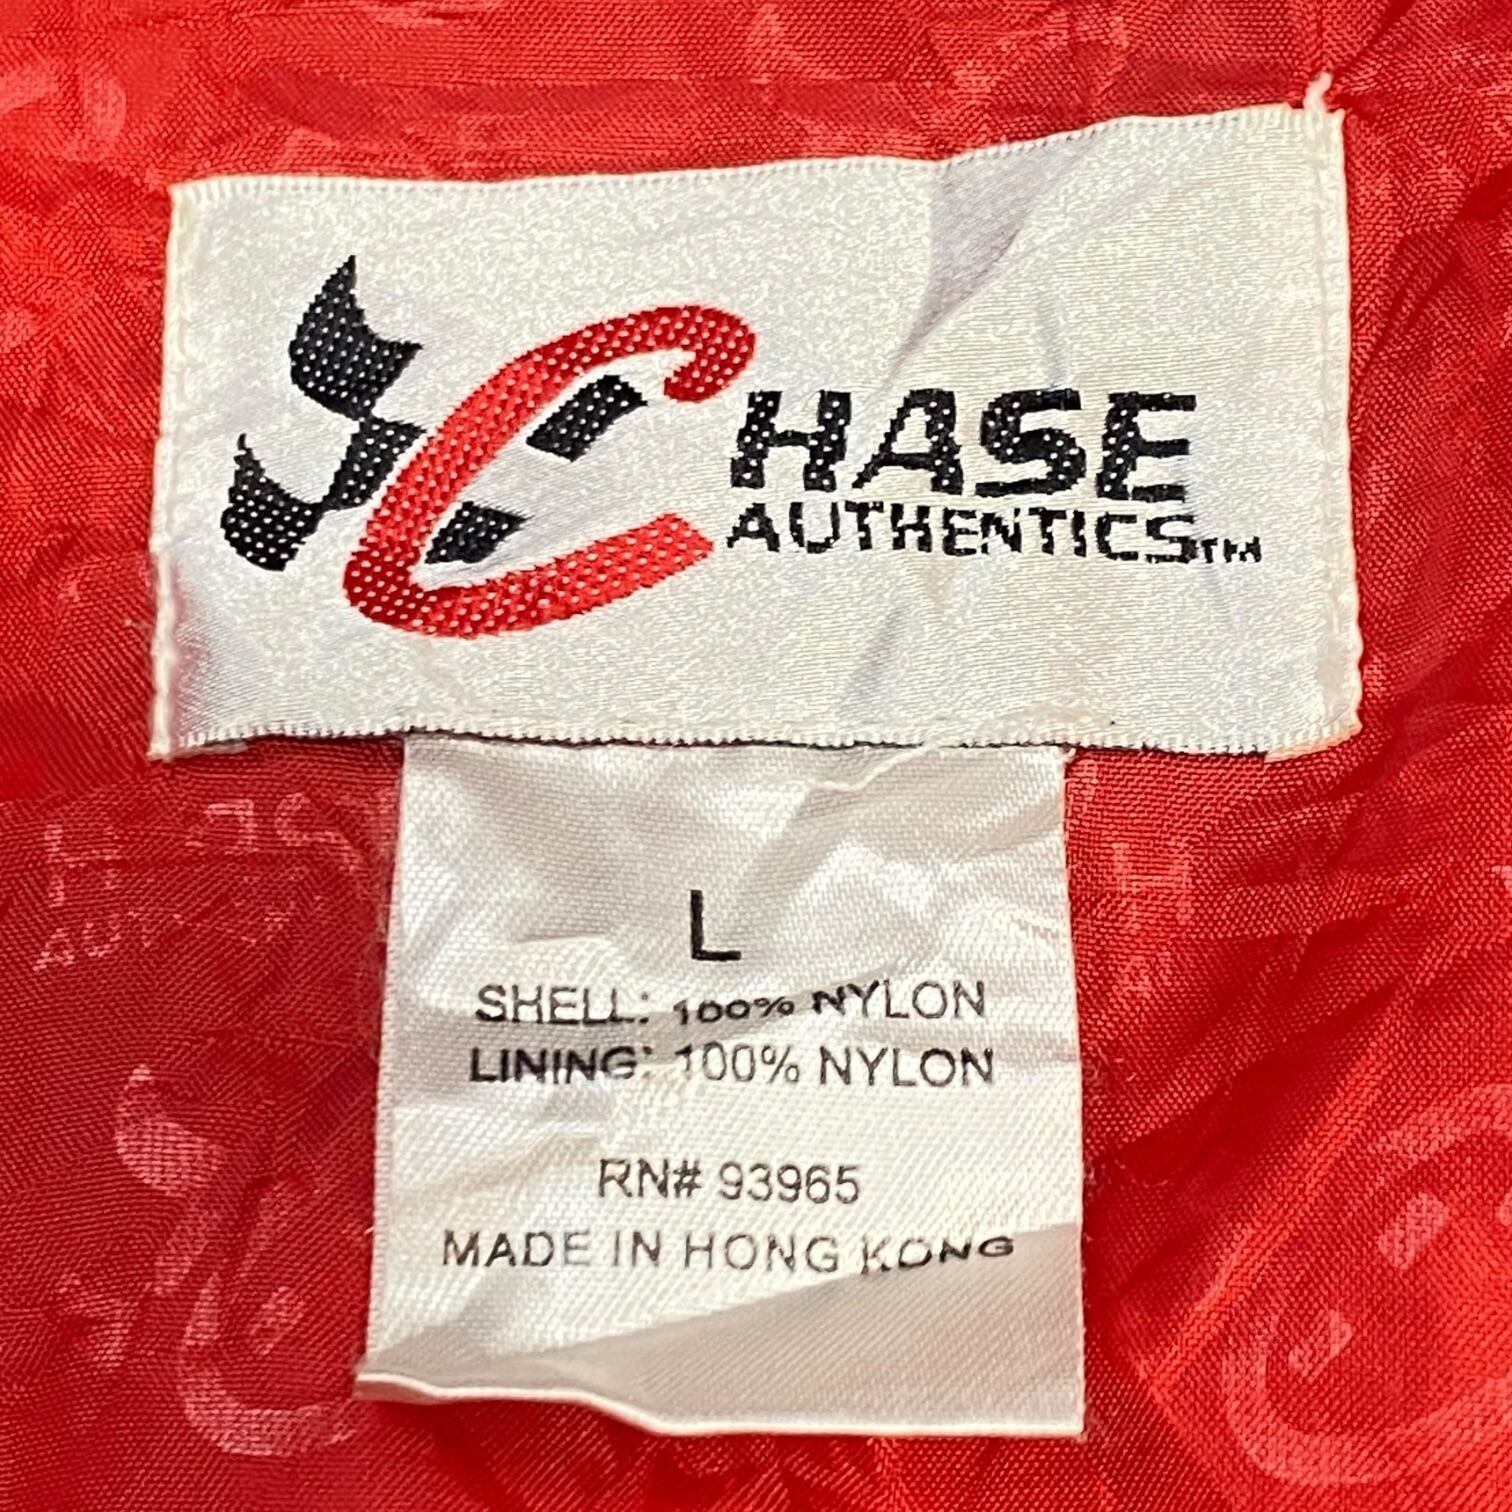 CHASE
AUTHENTICS™
L
SHELL: 100% NYLON
LINING: 100% NYLON
RN# 93965
MADE IN HONG KONG